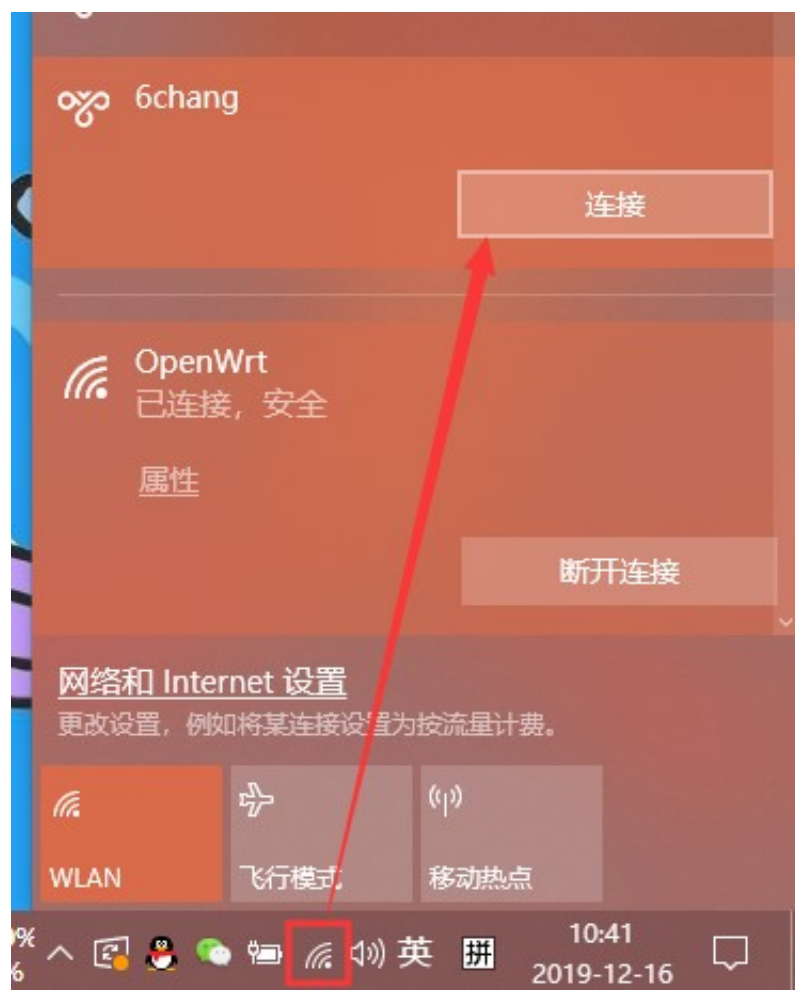 6chang
连接
OpenWrt
已连接，安全
属性
断开连接
网络和 Internet 设置
更改设置，例如将某连接设置为按流量计费。
WLAN
飞行模式
移动热点
%
%
英
拼
10:41
2019-12-16